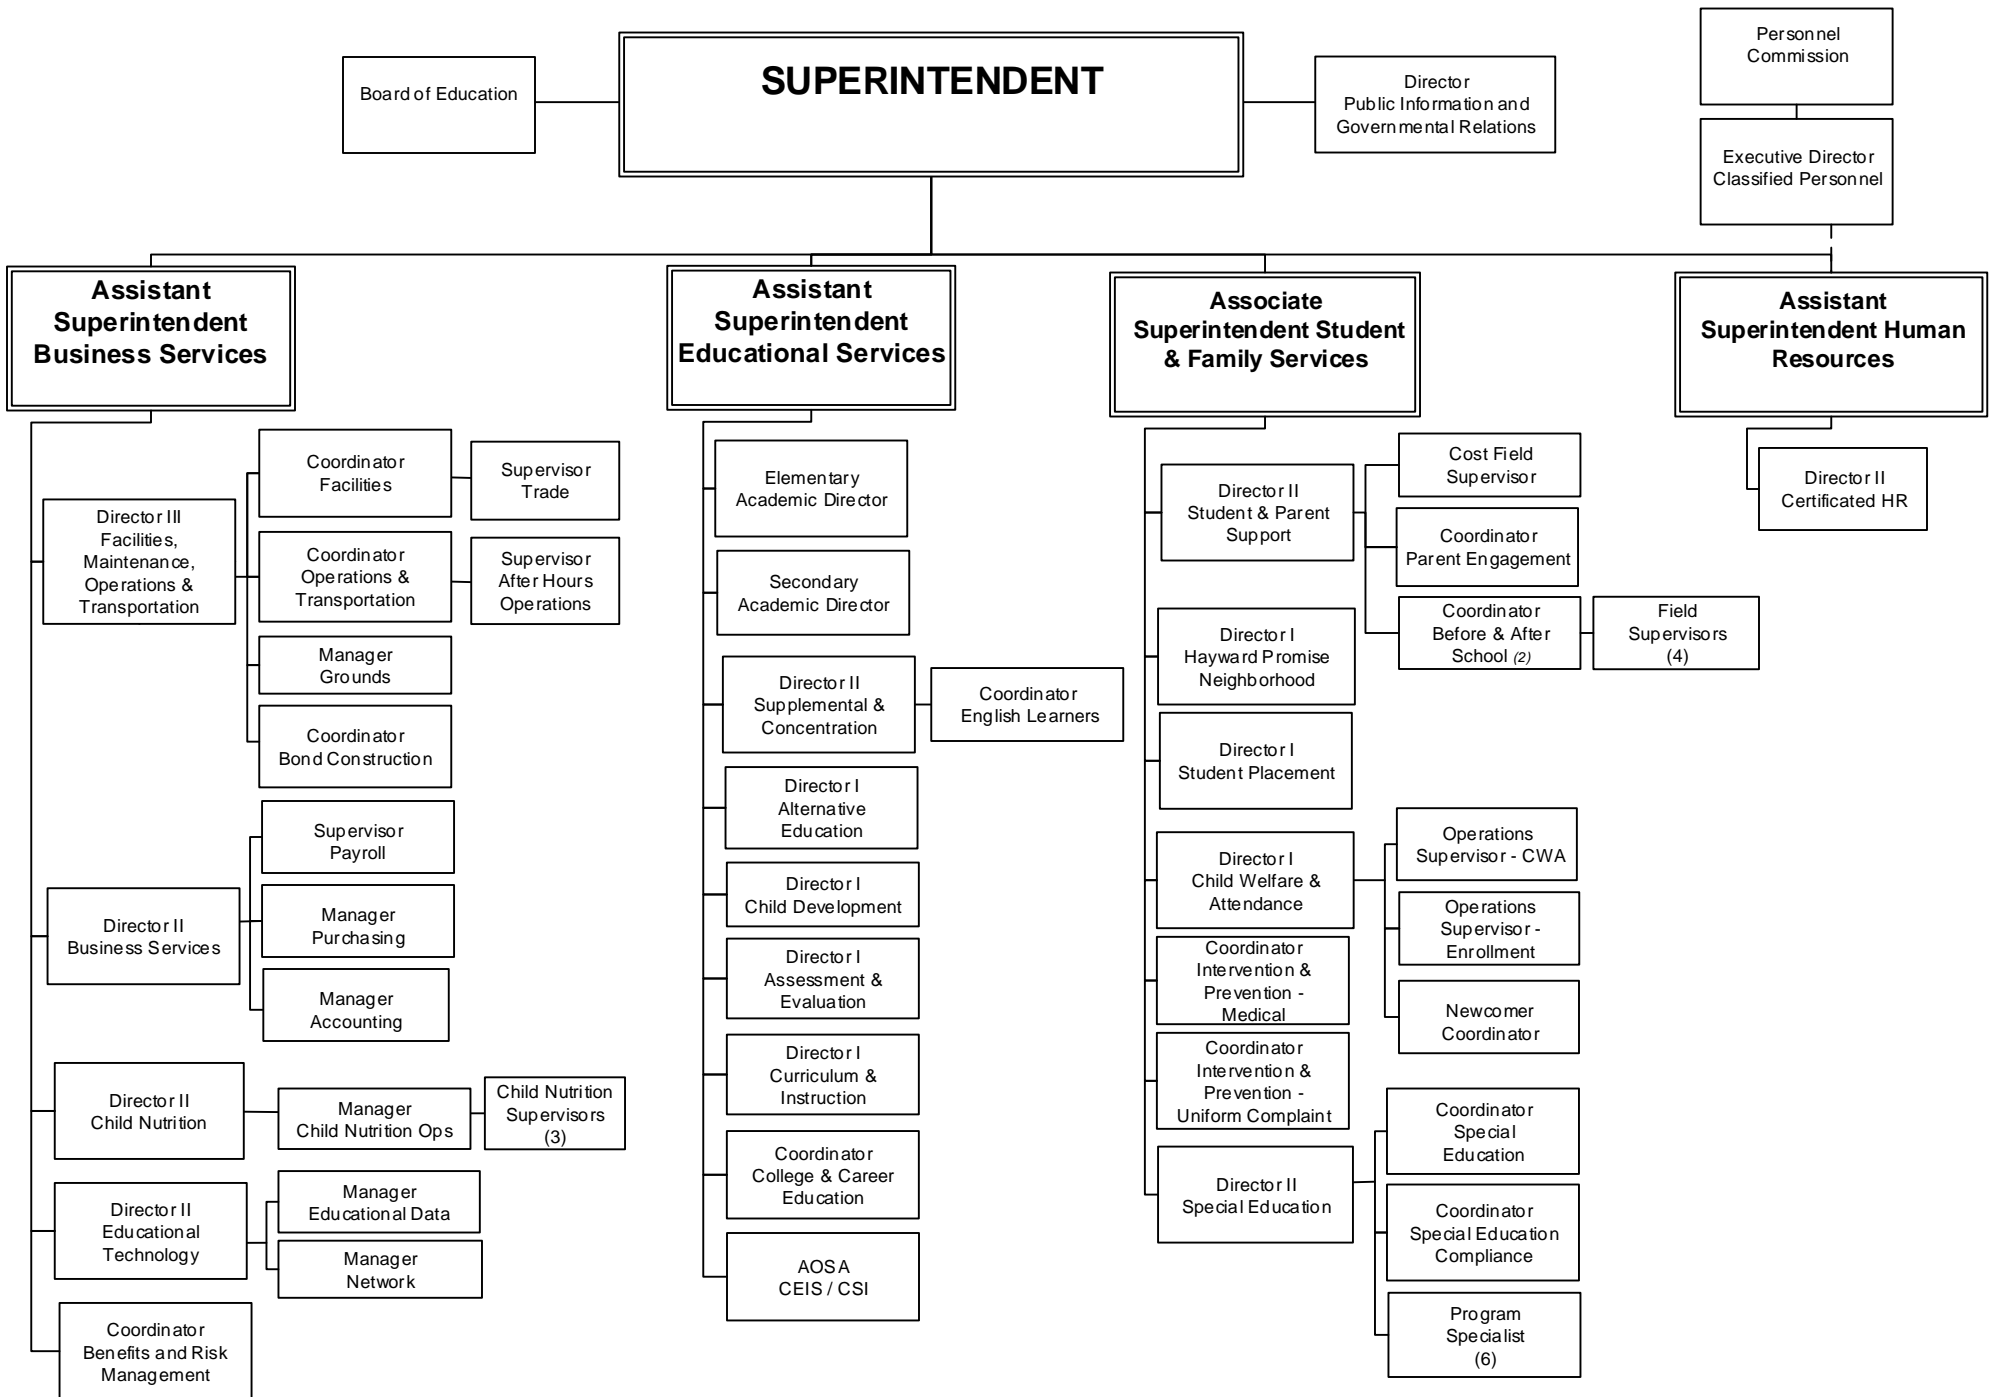 Board of Education
SUPERINTENDENT
Director
Public Information and
Governmental Relations
Personnel
Commission
Executive Director
Classified Personnel
Assistant
Superintendent
Business Services
Assistant
Superintendent
Educational Services
Associate
Superintendent Student
& Family Services
Assistant
Superintendent Human
Resources
Director III
Facilities,
Maintenance,
Operations &
Transportation
Coordinator
Facilities
Supervisor
Trade
Coordinator
Operations &
Transportation
Supervisor
After Hours
Operations
Manager
Grounds
Coordinator
Bond Construction
Director II
Business Services
Supervisor
Payroll
Manager
Purchasing
Manager
Accounting
Director II
Child Nutrition
Manager
Child Nutrition Ops
Child Nutrition
Supervisors
(3)
Director II
Educational
Technology
Manager
Educational Data
Manager
Network
Coordinator
Benefits and Risk
Management
Elementary
Academic Director
Secondary
Academic Director
Director II
Supplemental &
Concentration
Coordinator
English Learners
Director I
Alternative
Education
Director I
Child Development
Director I
Assessment &
Evaluation
Director I
Curriculum &
Instruction
Coordinator
College & Career
Education
AOSA
CEIS / CSI
Director II
Student & Parent
Support
Cost Field
Supervisor
Coordinator
Parent Engagement
Coordinator
Before & After
School (2)
Field
Supervisors
(4)
Director I
Hayward Promise
Neighborhood
Director I
Student Placement
Director I
Child Welfare &
Attendance
Operations
Supervisor - CWA
Operations
Supervisor -
Enrollment
Newcomer
Coordinator
Coordinator
Intervention &
Prevention -
Medical
Coordinator
Intervention &
Prevention -
Uniform Complaint
Director II
Special Education
Coordinator
Special
Education
Coordinator
Special Education
Compliance
Program
Specialist
(6)
Director II
Certificated HR